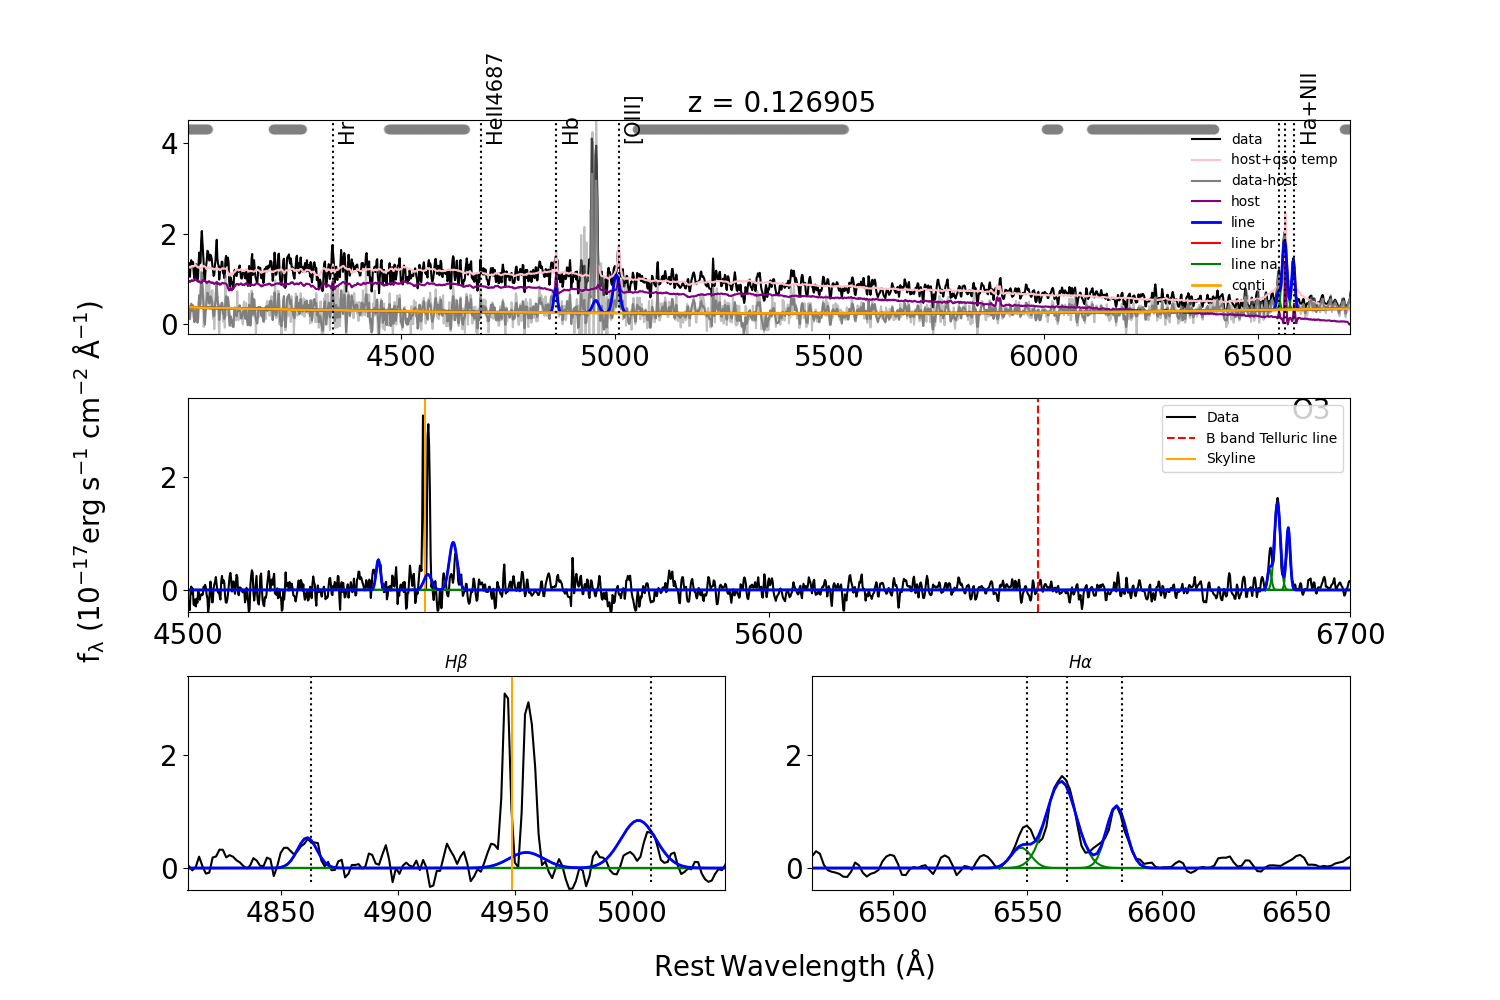 z = 0.126905
Hr
HeII4687
Hb
[OIII]
Ha+NII
4
2
0
data
host+qso temp
data-host
host
line
line br
line na
conti
4500
5000
5500
6000
6500
O3
2
0
Data
B band Telluric line
Skyline
4500
5600
6700
fλ (10⁻¹⁷erg s⁻¹ cm⁻² Å⁻¹)
Hβ
2
0
4850
4900
4950
5000
Hα
2
0
6500
6550
6600
6650
Rest Wavelength (Å)